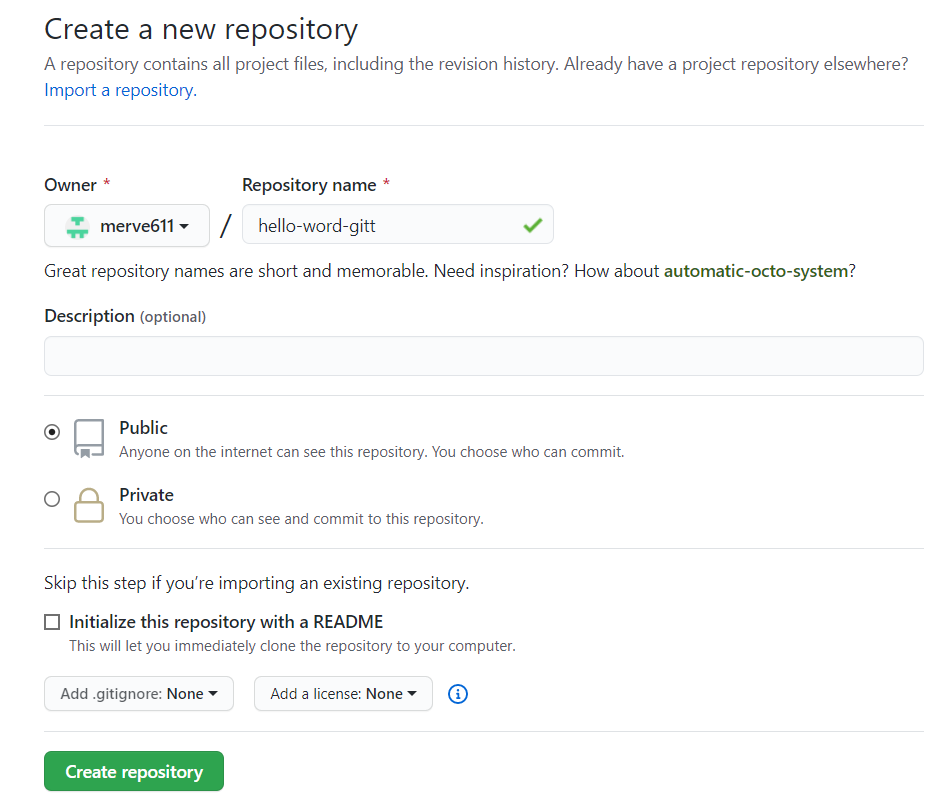 Create a new repository
A repository contains all project files, including the revision history. Already have a project repository elsewhere?
Import a repository.
Owner *
Repository name *
merve611
/
hello-word-gitt
Great repository names are short and memorable. Need inspiration? How about automatic-octo-system?
Description (optional)
Public
Anyone on the internet can see this repository. You choose who can commit.
Private
You choose who can see and commit to this repository.
Skip this step if you're importing an existing repository.
Initialize this repository with a README
This will let you immediately clone the repository to your computer.
Add .gitignore: None
Add a license: None
Create repository